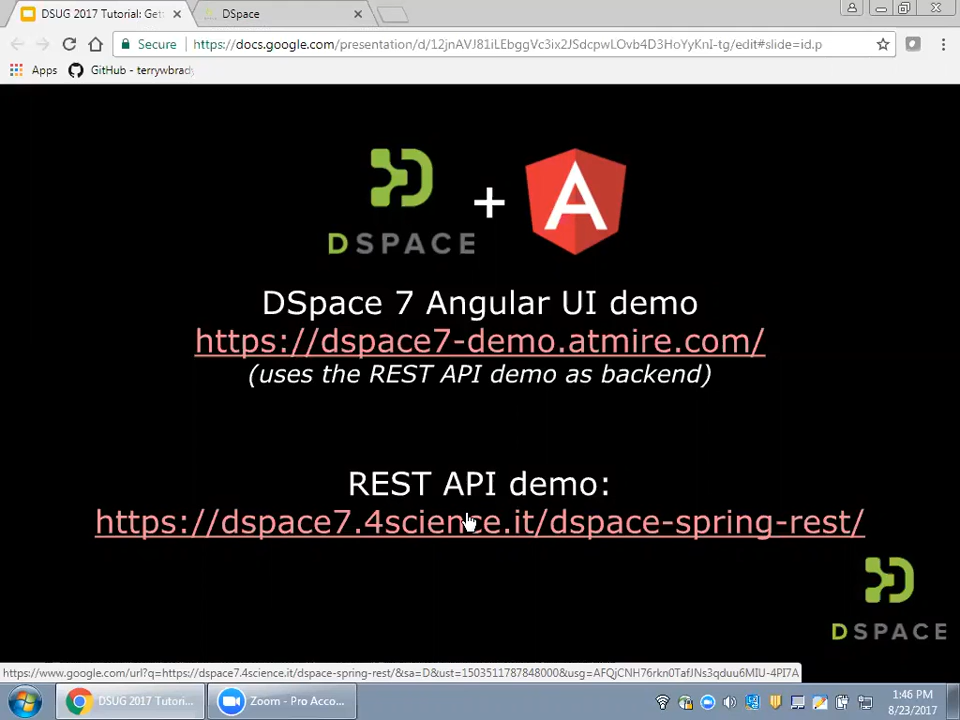 DSUG 2017 Tutorial: Gett
DSpace
Secure
https://docs.google.com/presentation/d/12jnAVJ81iLEbggVc3ix2JSdcpwLOvb4D3HoYyKnI-tg/edit#slide=id.p
Apps
GitHub - terrywbrady
DSPACE
+
A
DSpace 7 Angular UI demo
https://dspace7-demo.atmire.com/
(uses the REST API demo as backend)
REST API demo:
https://dspace7.4science.it/dspace-spring-rest/
DSPACE
https://www.google.com/url?q=https://dspace7.4science.it/dspace-spring-rest/&sa=D&ust=1503511787848000&usg=AFQjCNH76rkn0TafJNs3qduu6MIU-4PI7A
DSUG 2017 Tutori...
Zoom - Pro Acco...
1:46 PM
8/23/2017